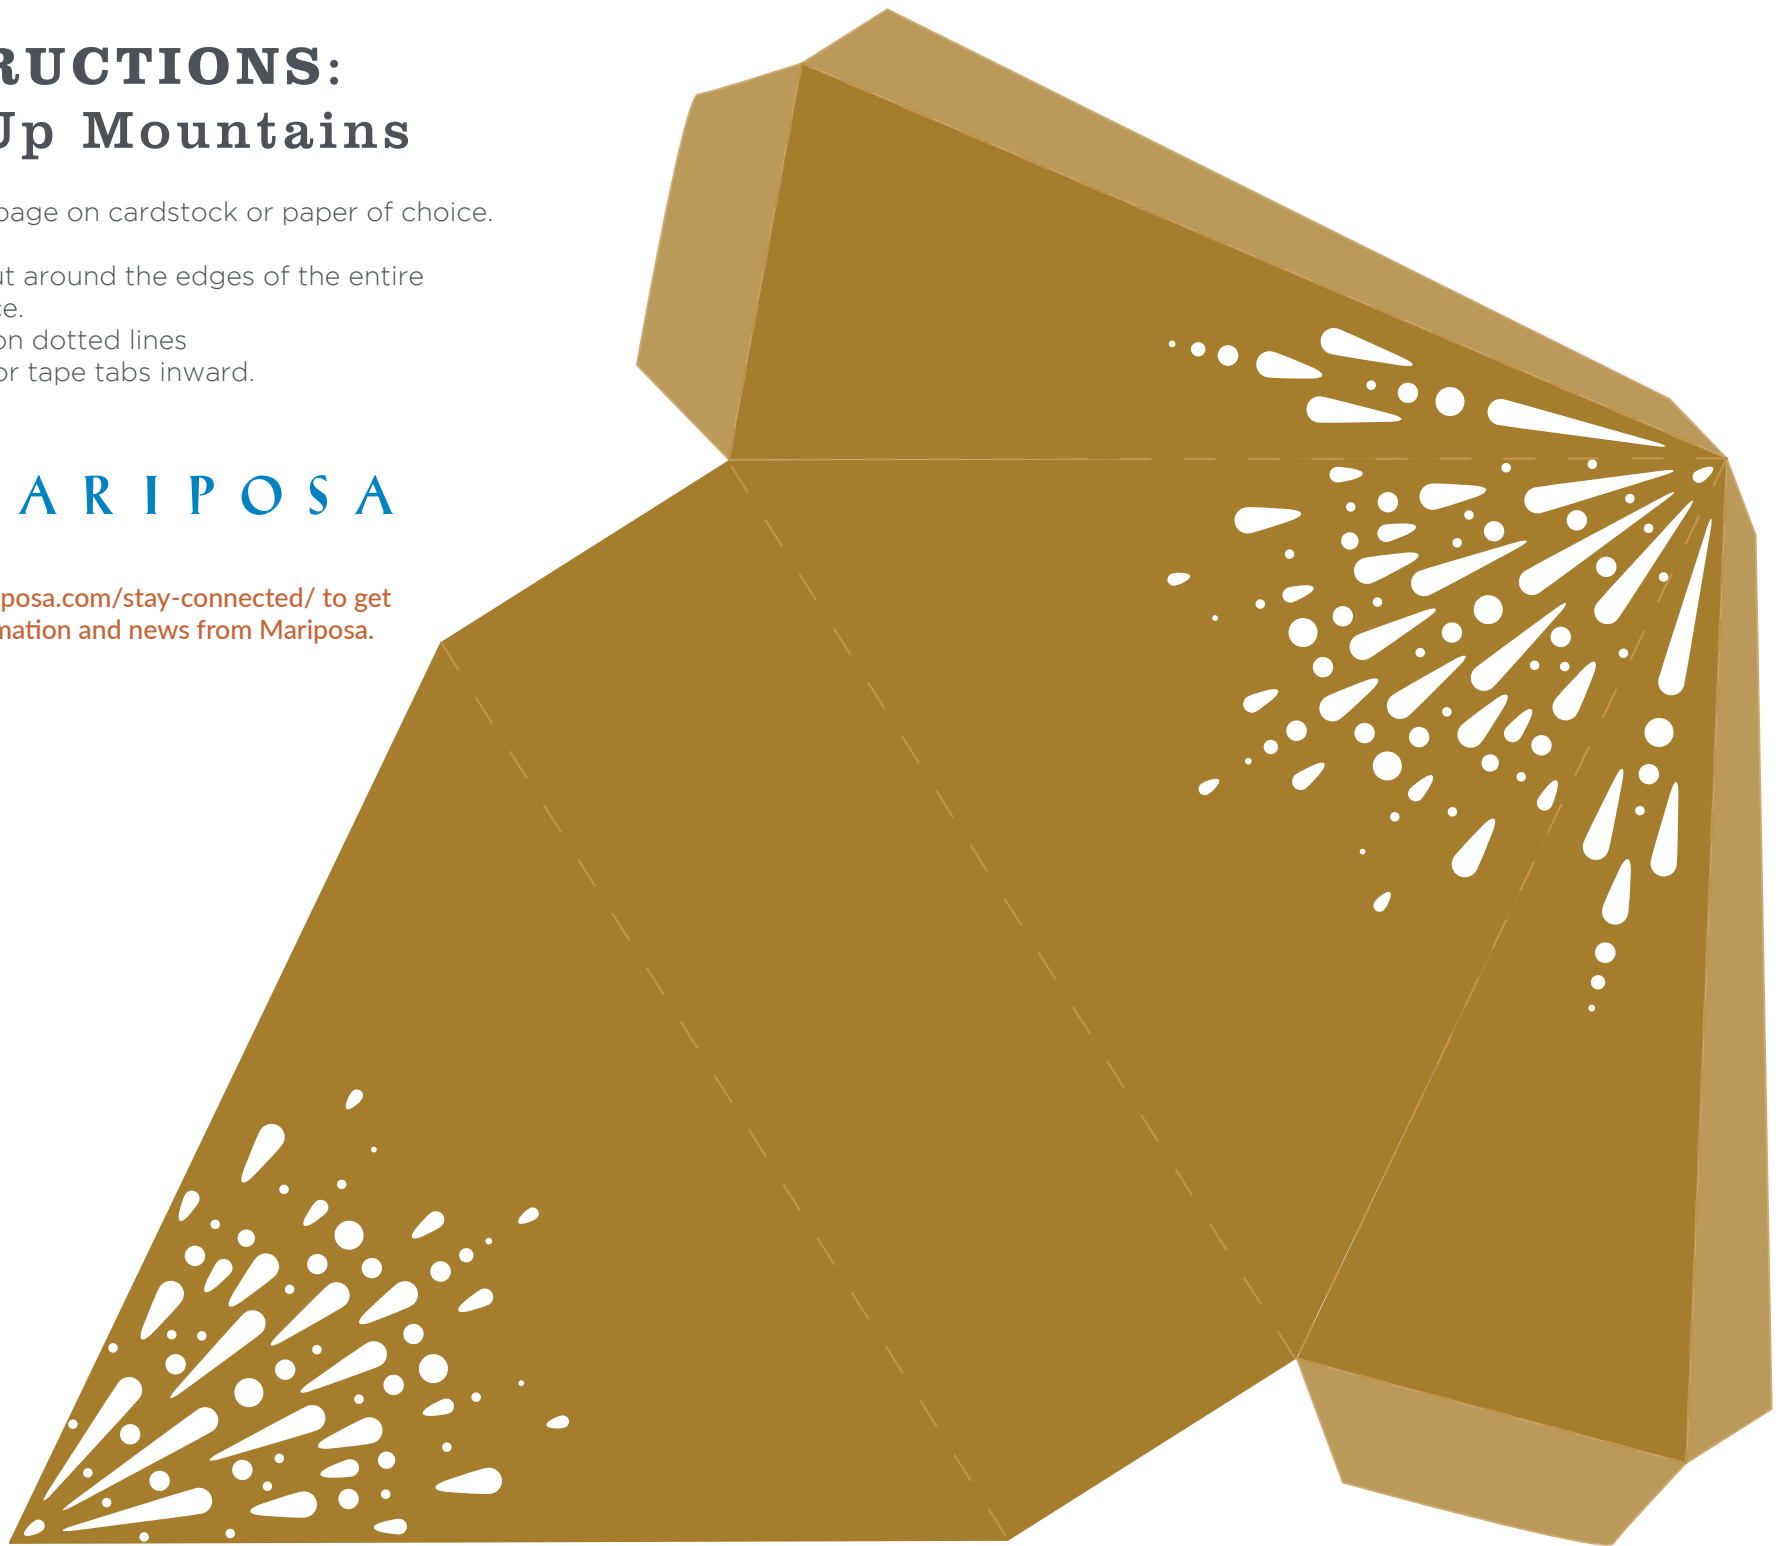 RUCTIONS:
Up Mountains
page on cardstock or paper of choice.
ut around the edges of the entire
ce.
on dotted lines
or tape tabs inward.
ARIPOSA
posa.com/stay-connected/ to get
mation and news from Mariposa.